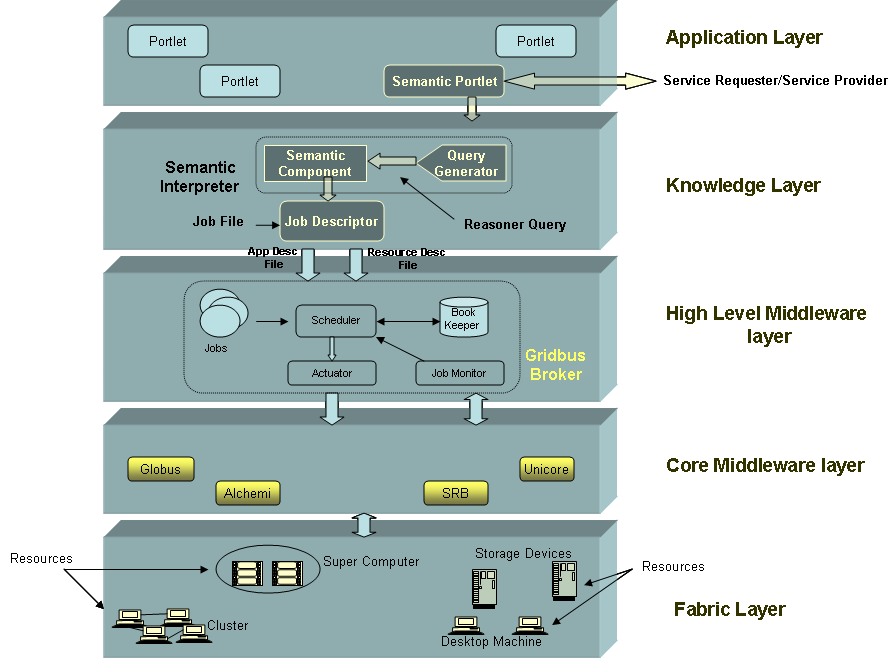 Portlet
Portlet
Application Layer
Portlet
Semantic Portlet
Service Requester/Service Provider
Semantic
Interpreter
Semantic
Component
Query
Generator
Knowledge Layer
Job File
Job Descriptor
Reasoner Query
App Desc
File
Resource Desc
File
High Level Middleware
layer
Jobs
Scheduler
Book
Keeper
Actuator
Job Monitor
Gridbus
Broker
Globus
Alchemi
SRB
Unicore
Core Middleware layer
Resources
Super Computer
Storage Devices
Resources
Cluster
Desktop Machine
Fabric Layer